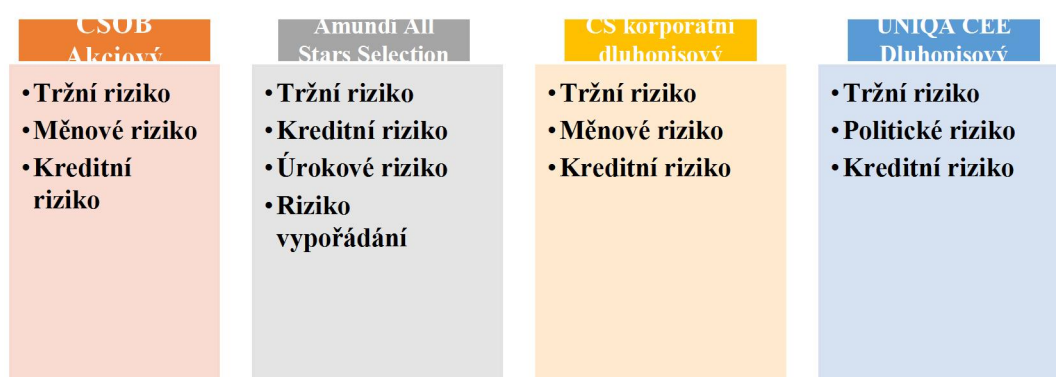 ČSOB
Akciový
Amundi All
Stars Selection
ČS korporátní
dluhopisový
UNIQA CEE
Dluhopisový
•Tržní riziko
•Měnové riziko
•Kreditní
riziko
•Tržní riziko
•Kreditní riziko
•Úrokové riziko
•Riziko
vypořádání
•Tržní riziko
•Měnové riziko
•Kreditní riziko
•Tržní riziko
•Politické riziko
•Kreditní riziko